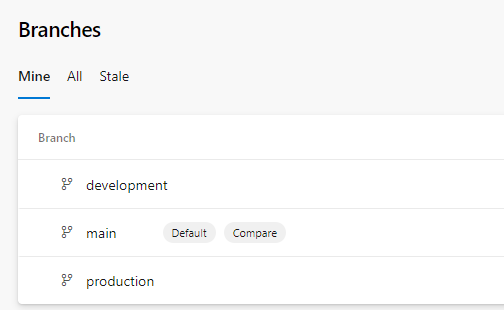 Branches
Mine All Stale
Branch
development
main Default Compare
production